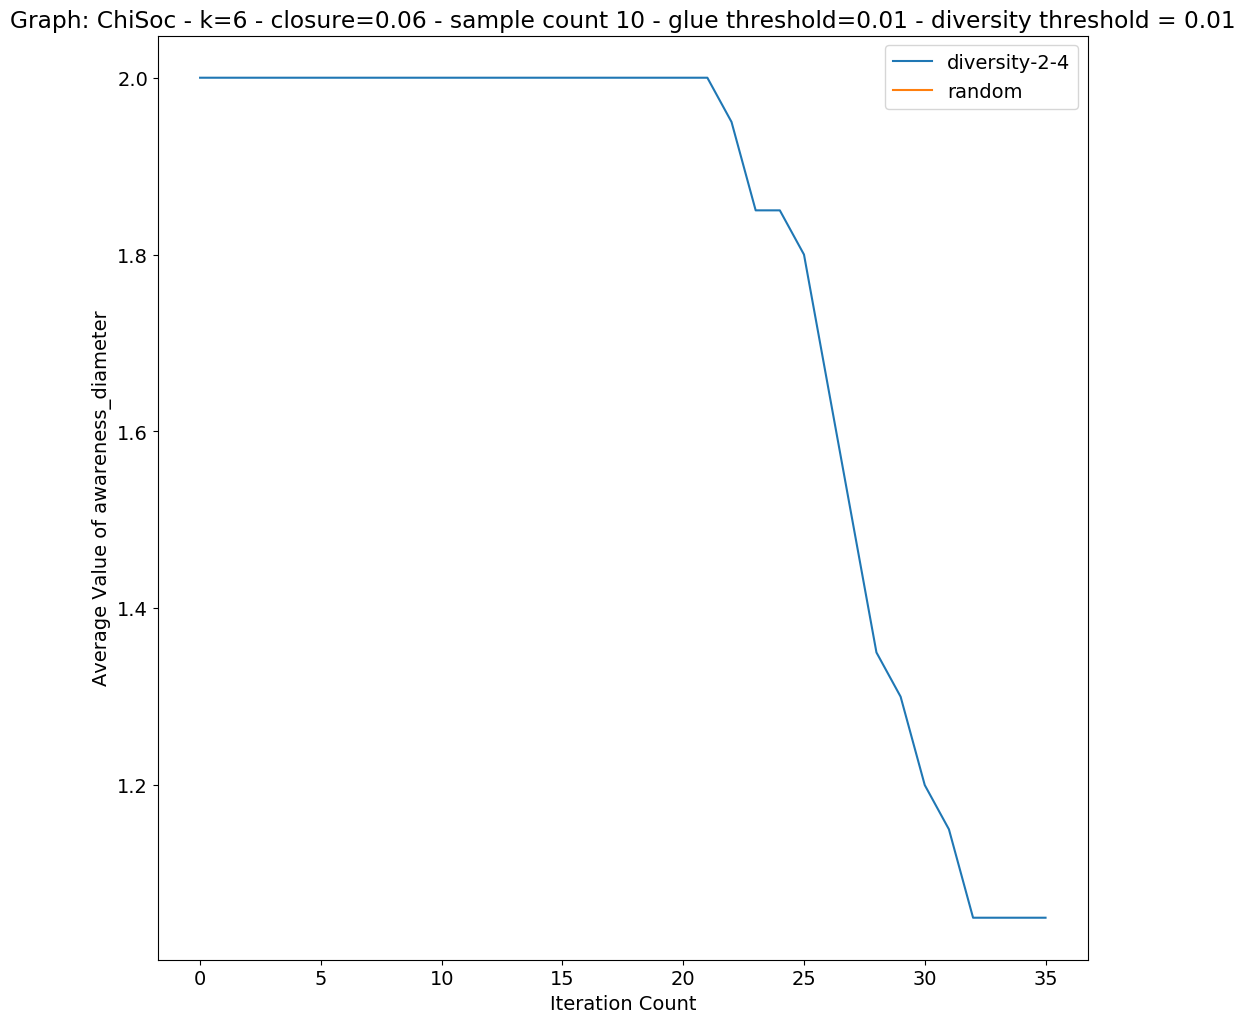 Graph: ChiSoc - k=6 - closure=0.06 - sample count 10 - glue threshold=0.01 - diversity threshold = 0.01
diversity-2-4
random
2.0
1.8
1.6
1.4
1.2
Average Value of awareness_diameter
0 5 10 15 20 25 30 35
Iteration Count